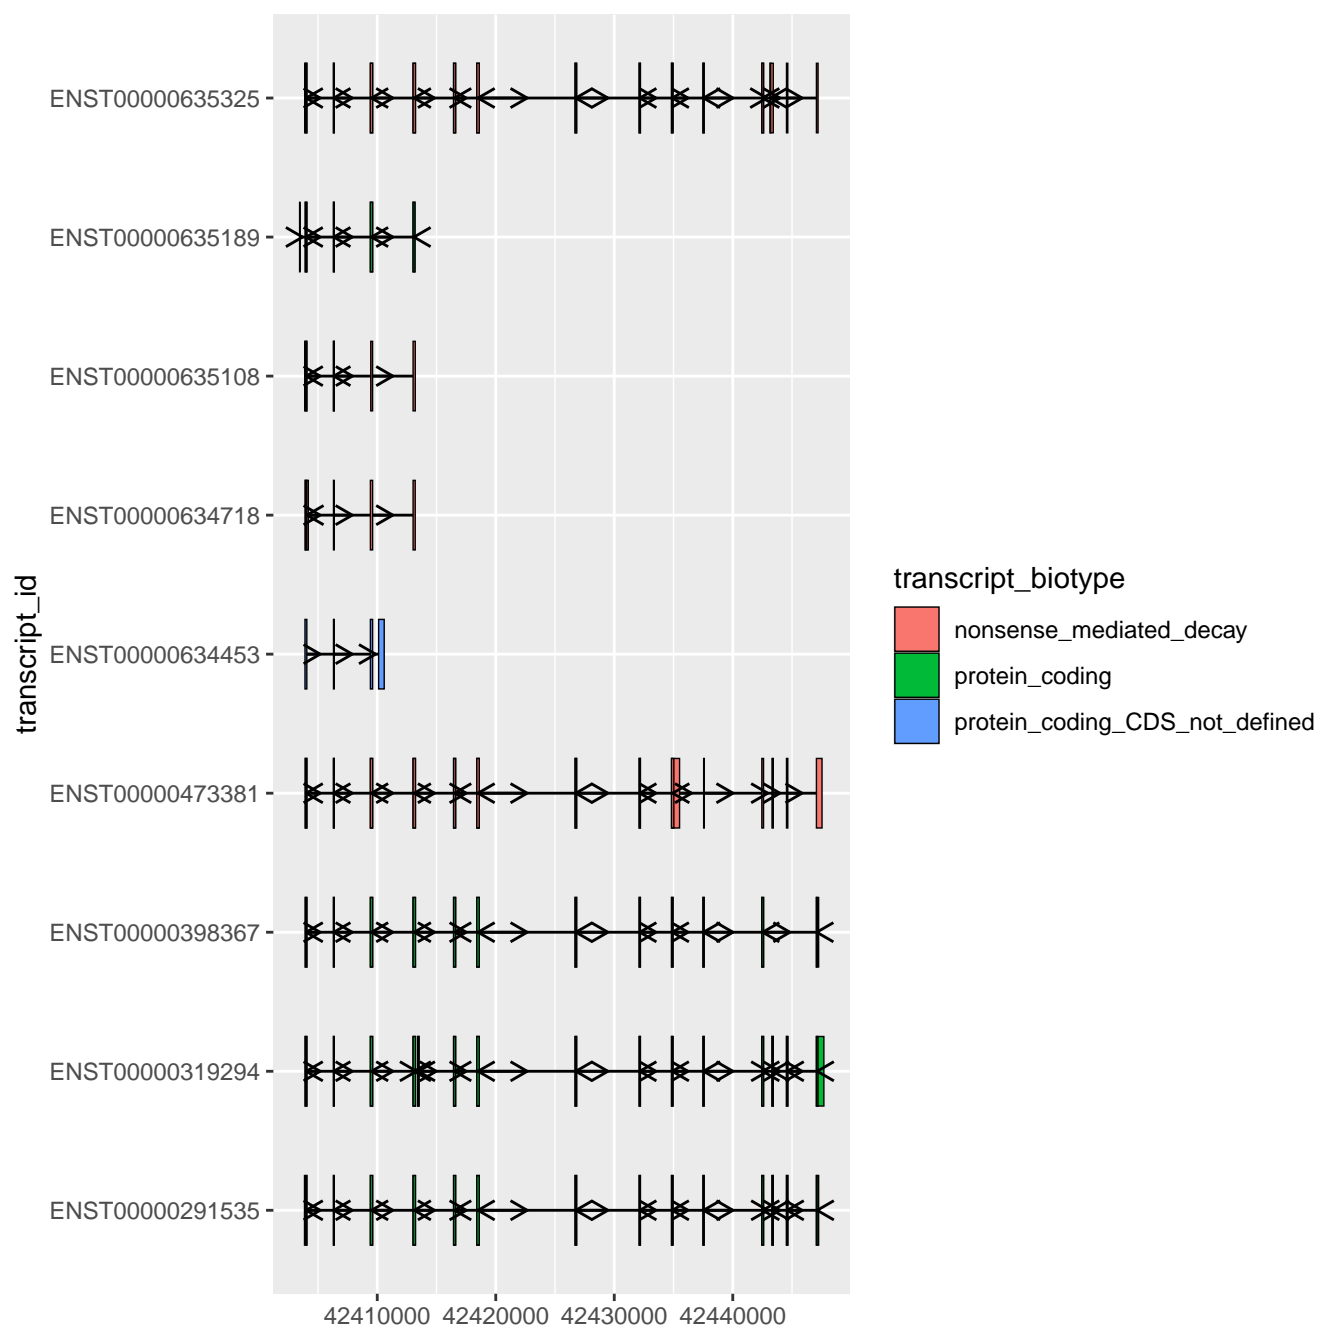 transcript_id
ENST00000635325
ENST00000635189
ENST00000635108
ENST00000634718
ENST00000634453
ENST00000473381
ENST00000398367
ENST00000319294
ENST00000291535
42410000 42420000 42430000 42440000
transcript_biotype
nonsense_mediated_decay
protein_coding
protein_coding_CDS_not_defined